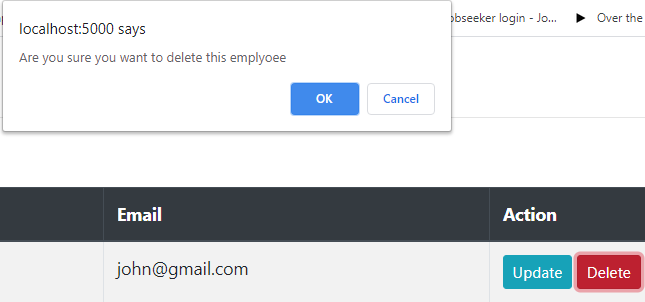 obseeker login - Jo...
Over the
localhost:5000 says
Are you sure you want to delete this emplyoee
OK
Cancel
Email
Action
john@gmail.com
Update
Delete